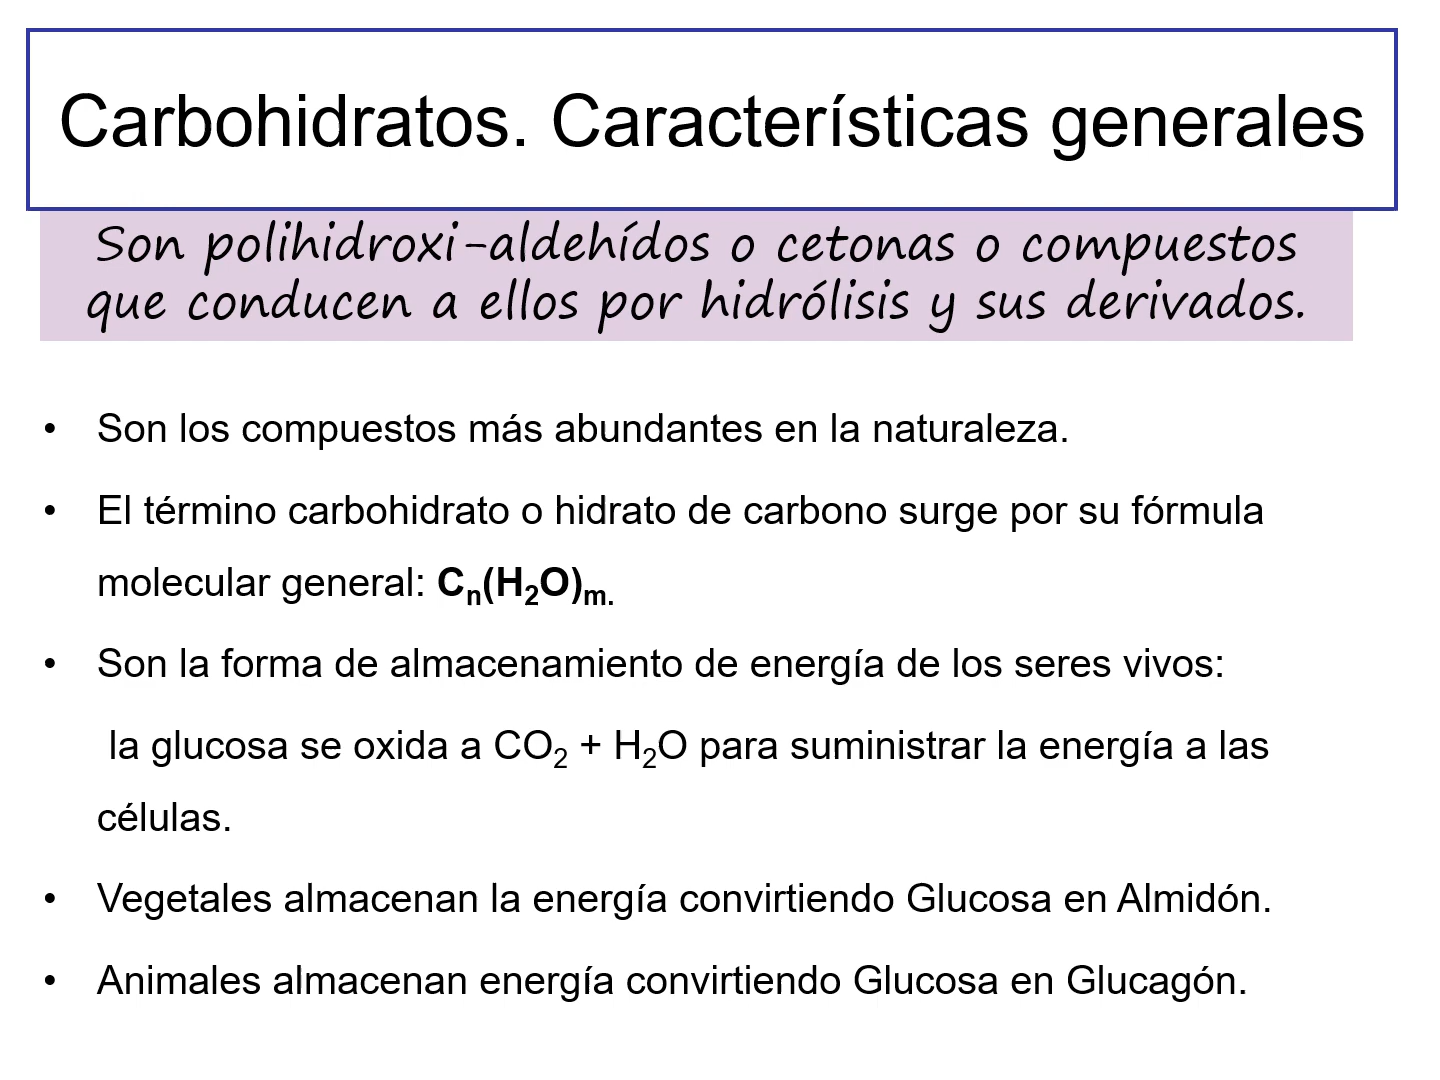 Carbohidratos. Características generales
Son polihidroxi-aldehídos o cetonas o compuestos
que conducen a ellos por hidrólisis y sus derivados.
• Son los compuestos más abundantes en la naturaleza.
• El término carbohidrato o hidrato de carbono surge por su fórmula
molecular general: Cn(H2O)m.
• Son la forma de almacenamiento de energía de los seres vivos:
la glucosa se oxida a CO2 + H2O para suministrar la energía a las
células.
• Vegetales almacenan la energía convirtiendo Glucosa en Almidón.
• Animales almacenan energía convirtiendo Glucosa en Glucagón.